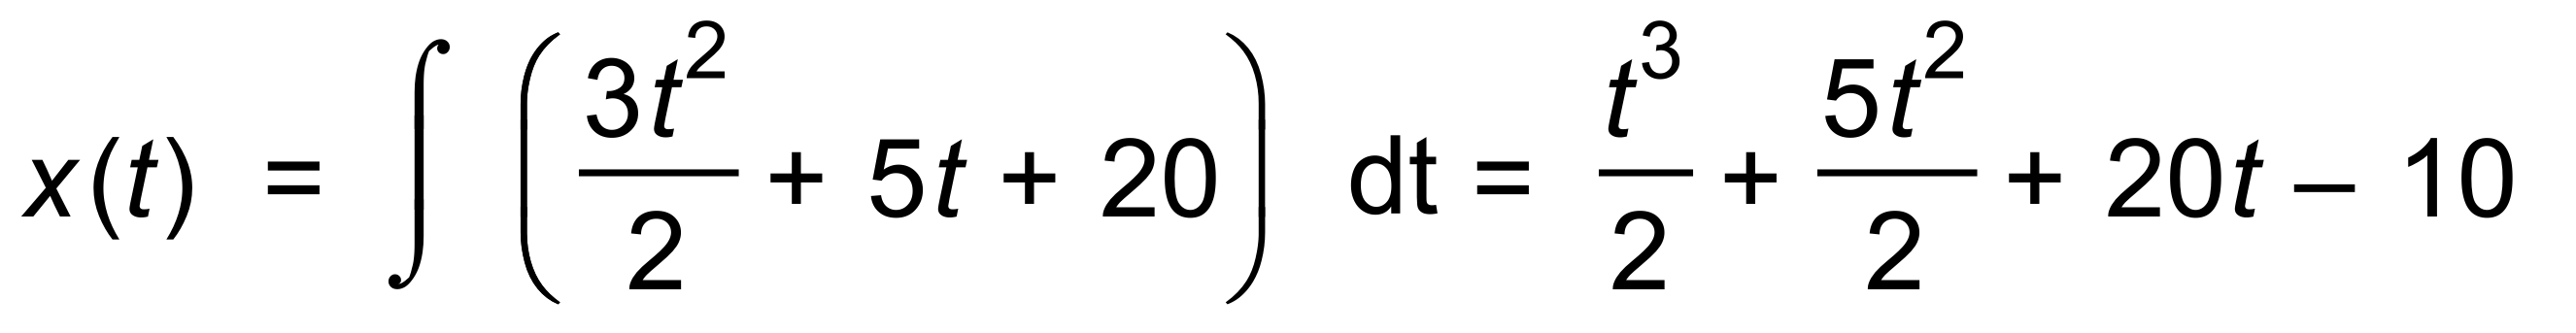 x(t) = ∫ (3t²/2 + 5t + 20) dt = t³/2 + 5t²/2 + 20t – 10